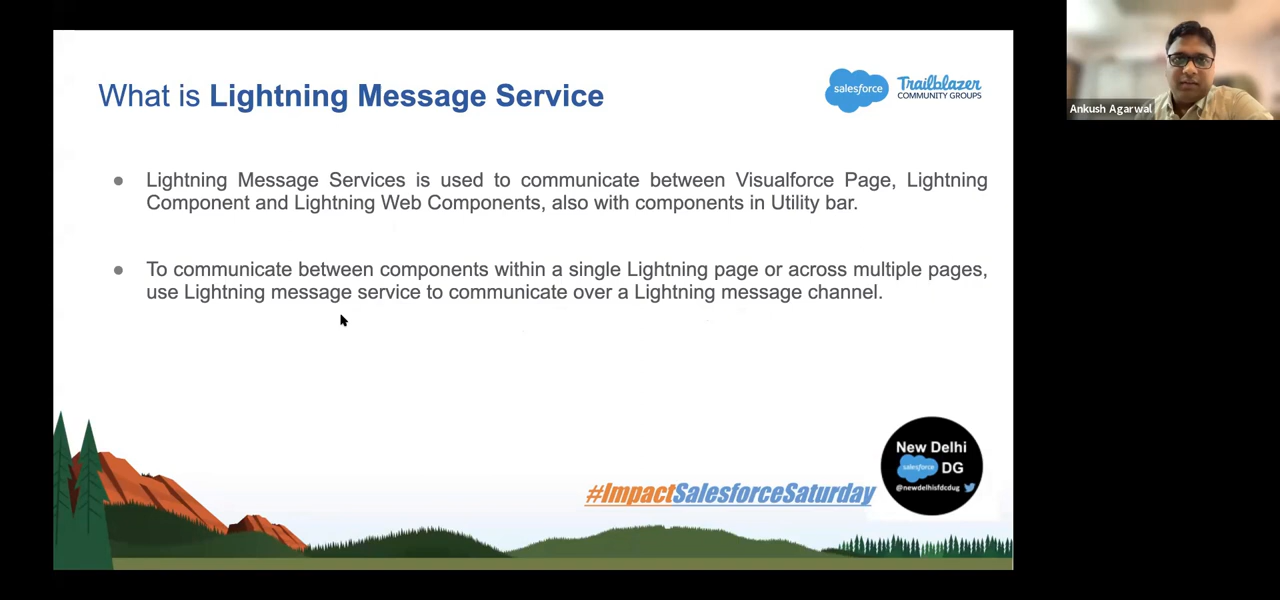 What is Lightning Message Service
salesforce
Trailblazer
COMMUNITY GROUPS
Ankush Agarwal
● Lightning Message Services is used to communicate between Visualforce Page, Lightning
Component and Lightning Web Components, also with components in Utility bar.
● To communicate between components within a single Lightning page or across multiple pages,
use Lightning message service to communicate over a Lightning message channel.
New Delhi
salesforce DG
@newdelhisfdcdug
#ImpactSalesforceSaturday